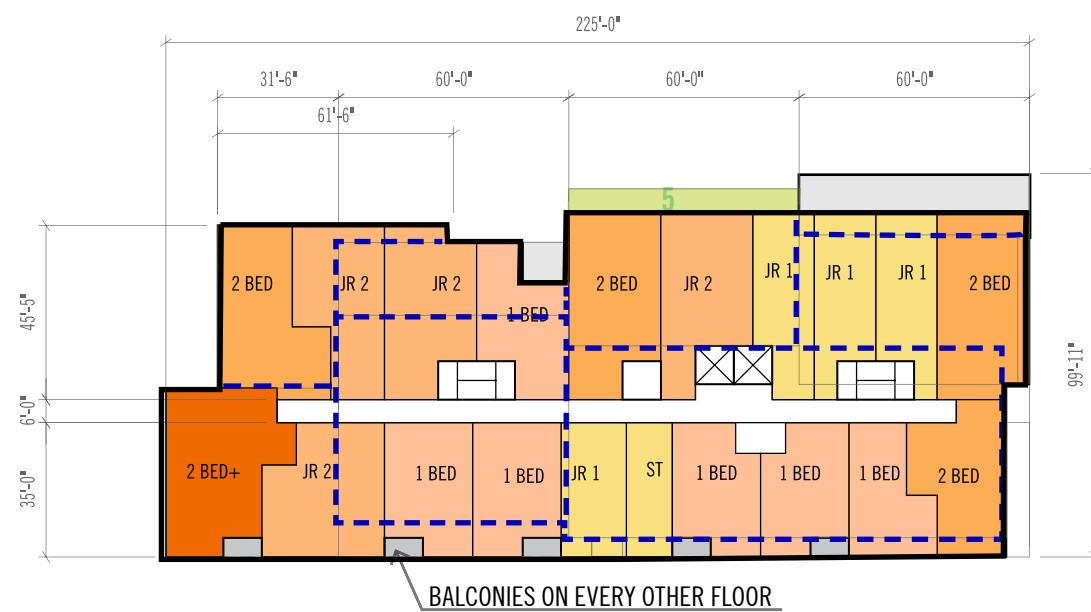 225'-0"
31'-6"
60'-0"
60'-0"
60'-0"
61'-6"
5
2 BED
JR 2
JR 2
1 BED
2 BED
JR 2
JR 1
JR 1
JR 1
2 BED
45'-5"
6'-0"
35'-0"
99'-11"
2 BED+
JR 2
1 BED
1 BED
JR 1
ST
1 BED
1 BED
1 BED
2 BED
BALCONIES ON EVERY OTHER FLOOR